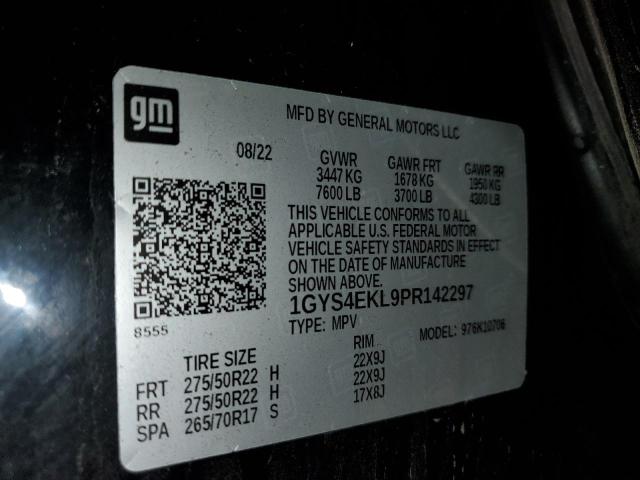 gm
MFD BY GENERAL MOTORS LLC
08/22
GVWR GAWR FRT GAWR RR
3447 KG 1678 KG 1950 KG
7600 LB 3700 LB 4300 LB
THIS VEHICLE CONFORMS TO ALL
APPLICABLE U.S. FEDERAL MOTOR
VEHICLE SAFETY STANDARDS IN EFFECT
ON THE DATE OF MANUFACTURE
SHOWN ABOVE.
1GYS4EKL9PR142297
TYPE: MPV MODEL: 976K10706
8555
TIRE SIZE RIM
FRT 275/50R22 H 22X9J
RR 275/50R22 H 22X9J
SPA 265/70R17 S 17X8J